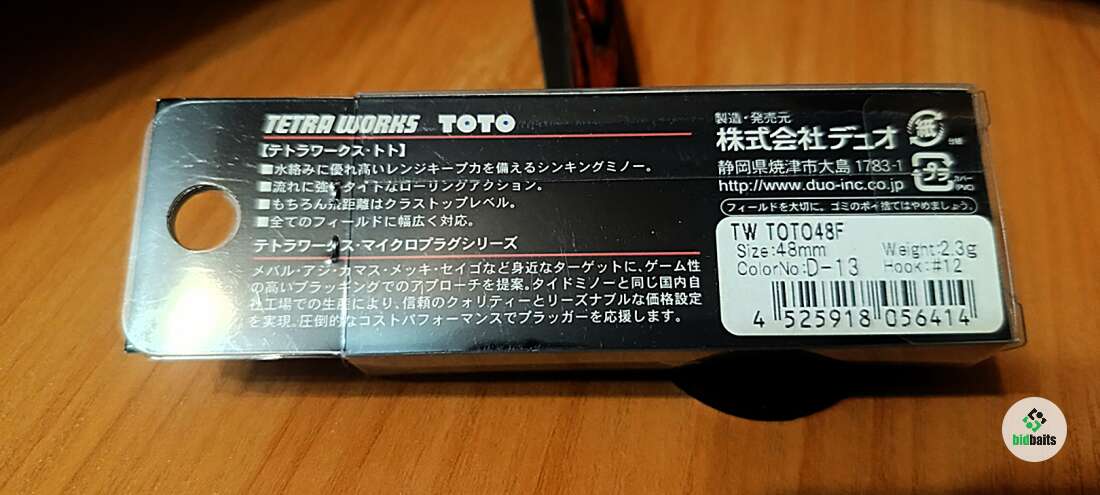 TETRA WORKS TOTO
【テトラワークス・トト】
■水絡みに優れ高いレンジキープ力を備えるシンキングミノー。
■流れに強くタイトなローリングアクション。
■もちろん飛距離はクラストップレベル。
■全てのフィールドに幅広く対応。
テトラワークス・マイクロプラグシリーズ
メバル・アジ・カマス・メッキ・セイゴなど身近なターゲットに、ゲーム性
の高いプラッギングでのアプローチを提案。タイドミノーと同じ国内自
社工場での生産により、信頼のクォリティーとリーズナブルな価格設定
を実現。圧倒的なコストパフォーマンスでプラッガーを応援します。
製造・発売元
株式会社デュオ
静岡県焼津市大島 1783-1
http://www.duo-inc.co.jp
紙
台紙
プラ
カバー
(PVC)
フィールドを大切に。ゴミのポイ捨てはやめましょう。
TW TOTO48F
Size:48mm Weight:2.3g
ColorNo:D-13 Hook:#12
4 525918 056414
bidbaits